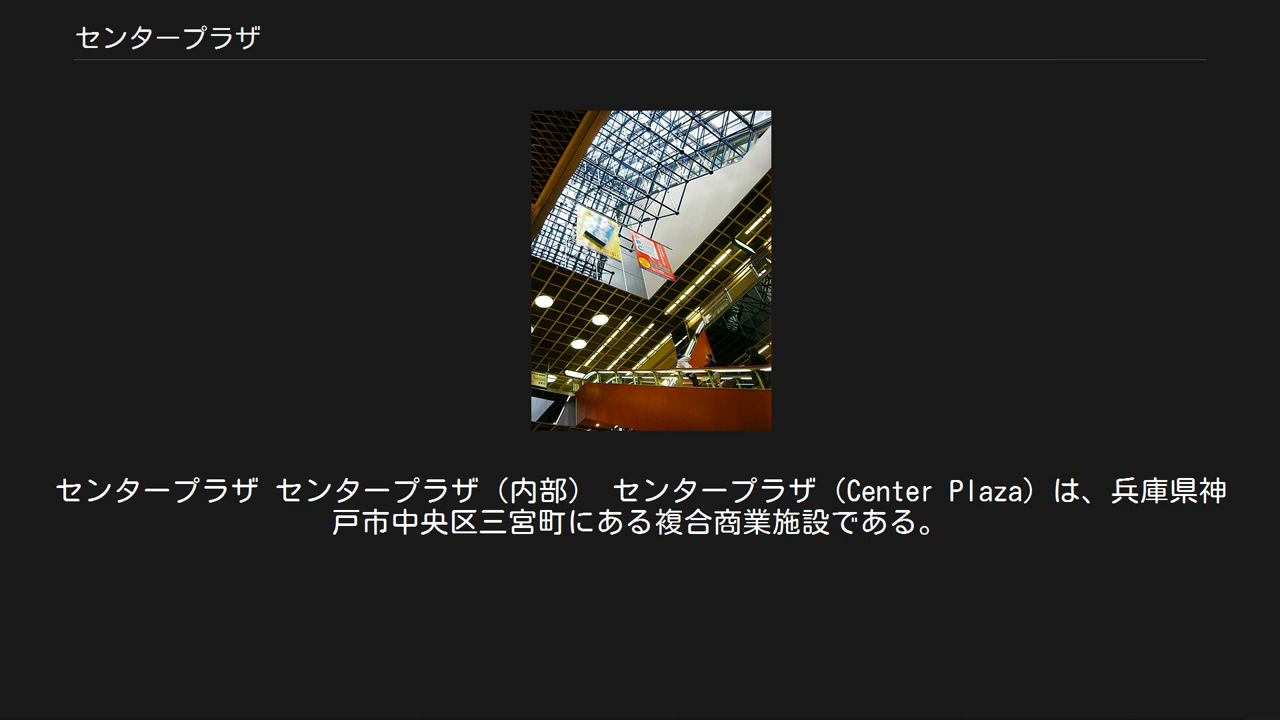 センタープラザ
センタープラザ センタープラザ（内部） センタープラザ（Center Plaza）は、兵庫県神
戸市中央区三宮町にある複合商業施設である。